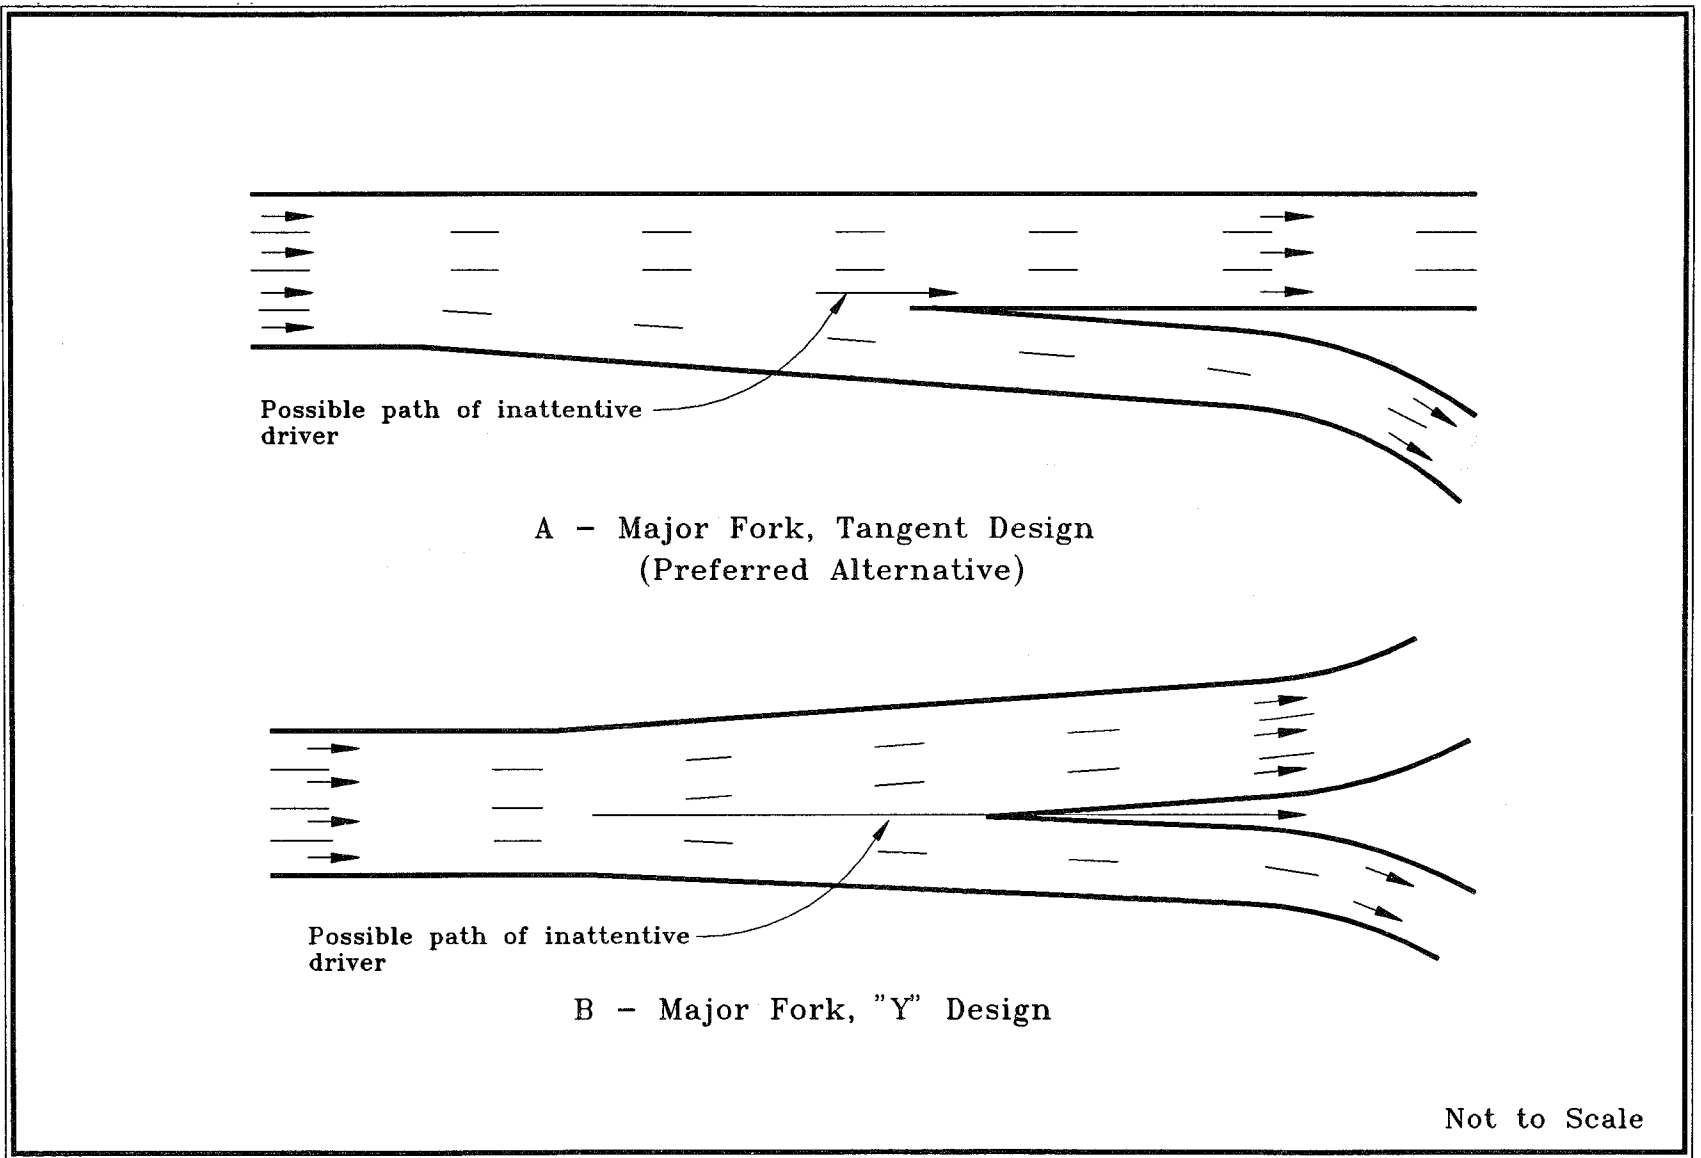 Possible path of inattentive
driver
A - Major Fork, Tangent Design
(Preferred Alternative)
Possible path of inattentive
driver
B - Major Fork, "Y" Design
Not to Scale